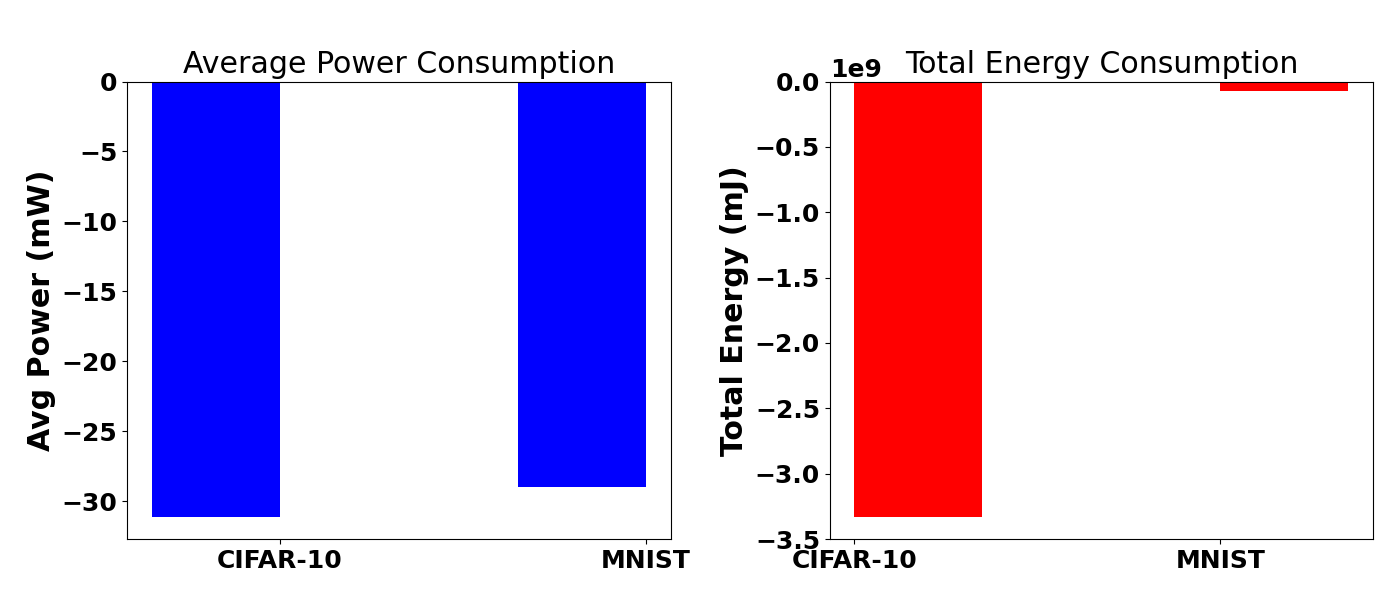 Average Power Consumption
Avg Power (mW)
0
−5
−10
−15
−20
−25
−30
CIFAR-10 MNIST
1e9 Total Energy Consumption
Total Energy (mJ)
0.0
−0.5
−1.0
−1.5
−2.0
−2.5
−3.0
−3.5
CIFAR-10 MNIST